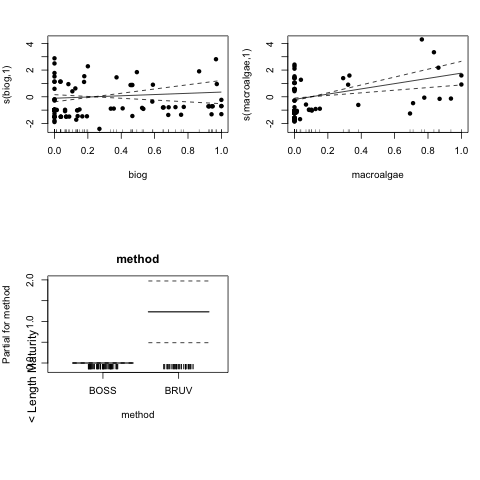 s(biog,1)
4
2
0
-2
0.0 0.2 0.4 0.6 0.8 1.0
biog
s(macroalgae,1)
4
2
0
-2
0.0 0.2 0.4 0.6 0.8 1.0
macroalgae
method
Partial for method
< Length Maturity
2.0
1.0
0.0
BOSS BRUV
method